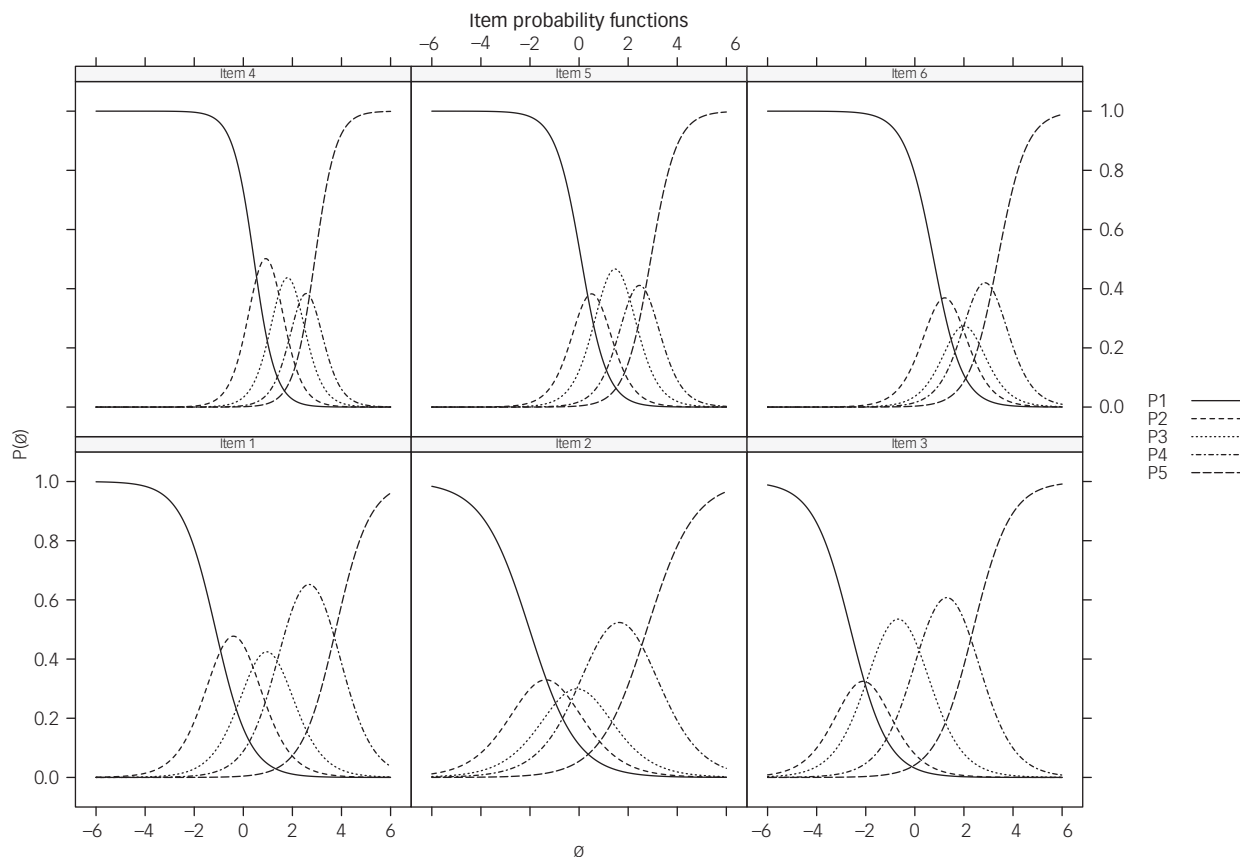 Item probability functions
−6 −4 −2 0 2 4 6
Item 4 Item 5 Item 6
1.0
0.8
0.6
0.4
0.2
0.0
P1
P2
P3
P4
P5
P(ø)
Item 1 Item 2 Item 3
1.0
0.8
0.6
0.4
0.2
0.0
−6 −4 −2 0 2 4 6 −6 −4 −2 0 2 4 6
ø